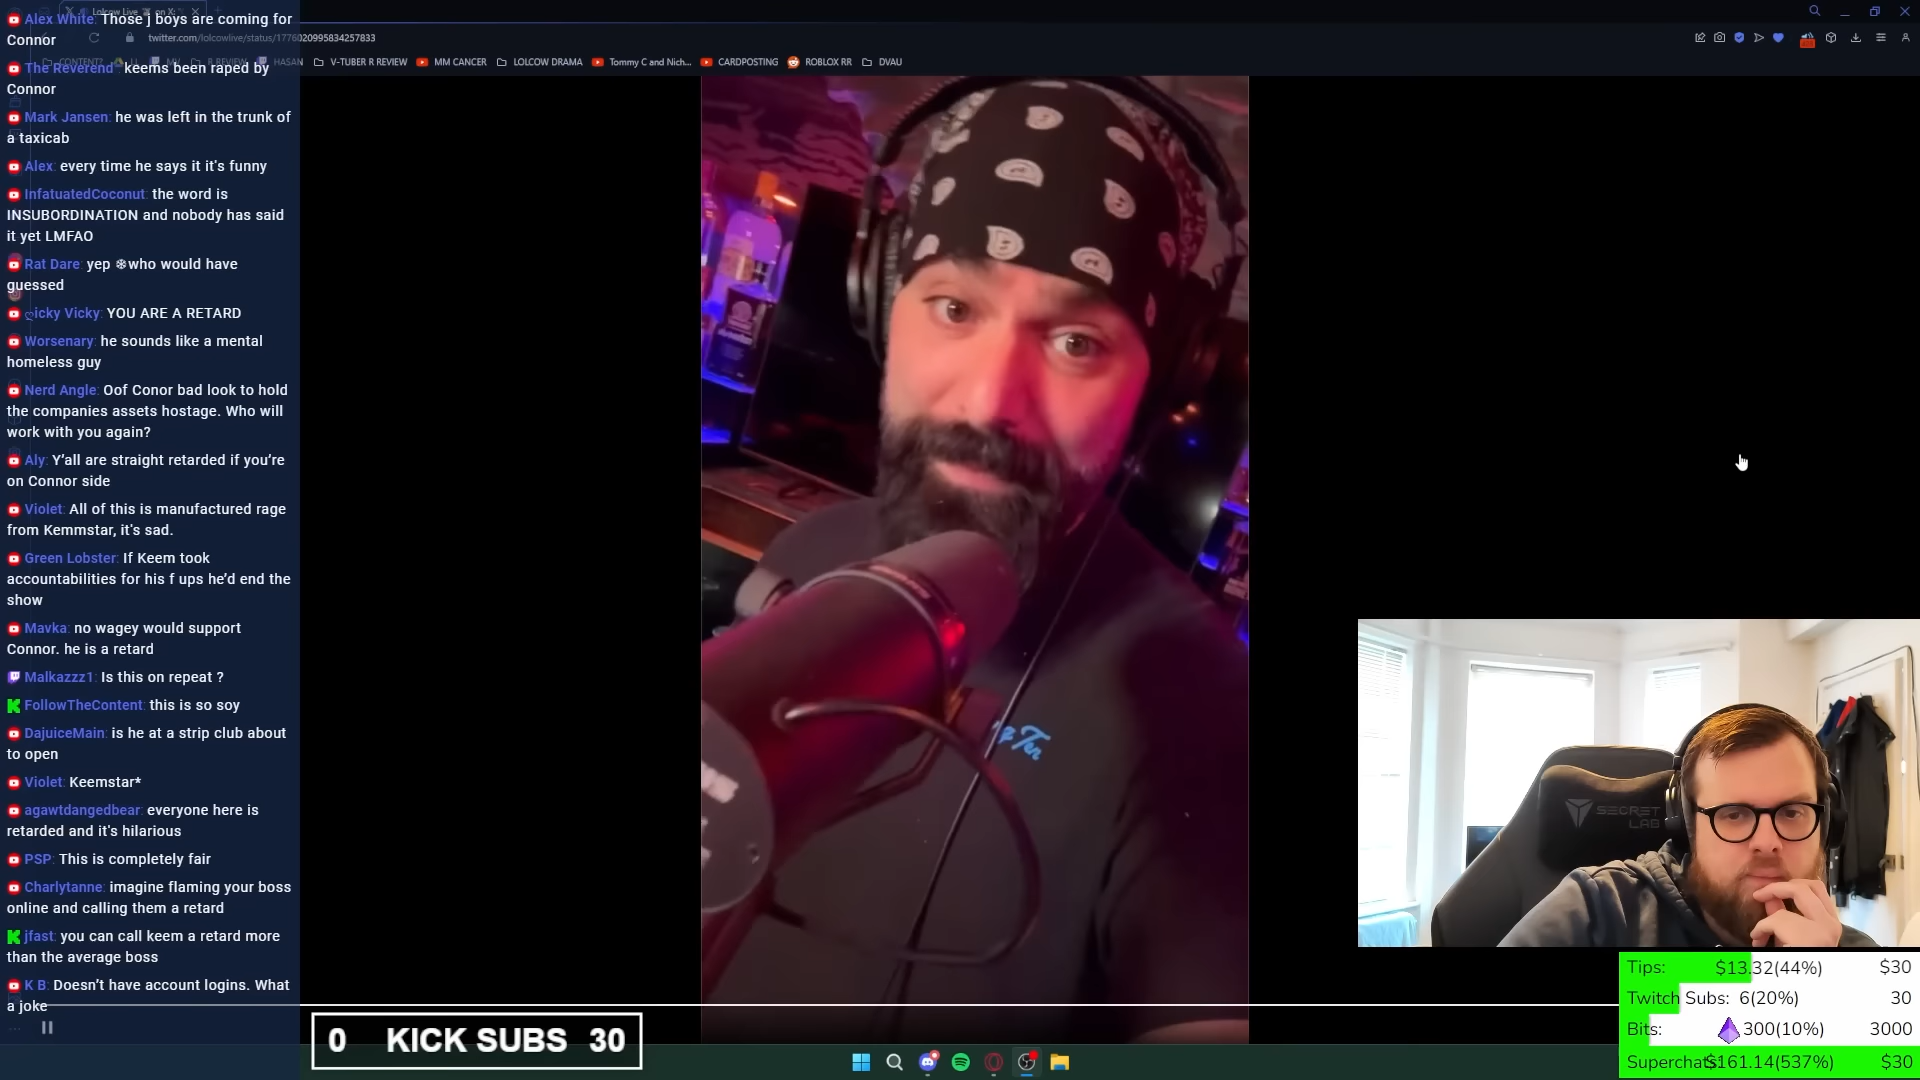 Lolcow Live on X:
twitter.com/lolcowlive/status/1776020995834257833
CONTENT?
HASAN
V-TUBER R REVIEW
MM CANCER
LOLCOW DRAMA
Tommy C and Nich...
CARDPOSTING
ROBLOX RR
DVAU
Alex White: Those j boys are coming for
Connor
The Reverend: keems been raped by
Connor
Mark Jansen: he was left in the trunk of
a taxicab
Alex: every time he says it it's funny
InfatuatedCoconut: the word is
INSUBORDINATION and nobody has said
it yet LMFAO
Rat Dare: yep ❄who would have
guessed
icky Vicky: YOU ARE A RETARD
Worsenary: he sounds like a mental
homeless guy
Nerd Angle: Oof Conor bad look to hold
the companies assets hostage. Who will
work with you again?
Aly: Y'all are straight retarded if you're
on Connor side
Violet: All of this is manufactured rage
from Kemmstar, it's sad.
Green Lobster: If Keem took
accountabilities for his f ups he'd end the
show
Mavka: no wagey would support
Connor. he is a retard
Malkazzz1: Is this on repeat ?
FollowTheContent: this is so soy
DajuiceMain: is he at a strip club about
to open
Violet: Keemstar*
agawtdangedbear: everyone here is
retarded and it's hilarious
PSP: This is completely fair
Charlytanne: imagine flaming your boss
online and calling them a retard
jfast: you can call keem a retard more
than the average boss
K B: Doesn't have account logins. What
a joke
SECRET
LAB
0 KICK SUBS 30
Tips: $13.32(44%) $30
Twitch Subs: 6(20%) 30
Bits: 300(10%) 3000
Superchats: $161.14(537%) $30